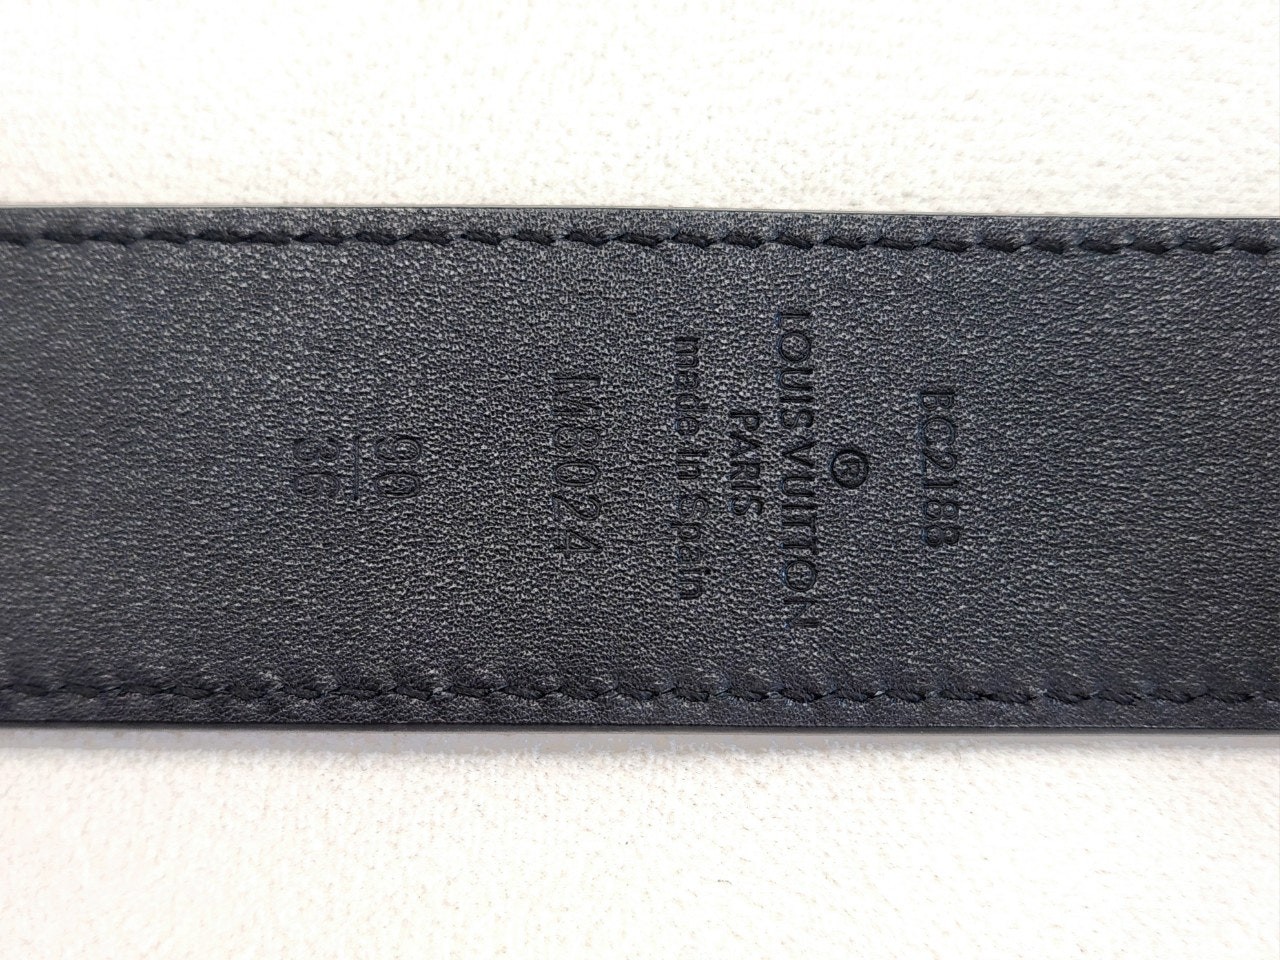 BC2188
LOUIS VUITTON
PARIS
made in Spain
M8024
90
36